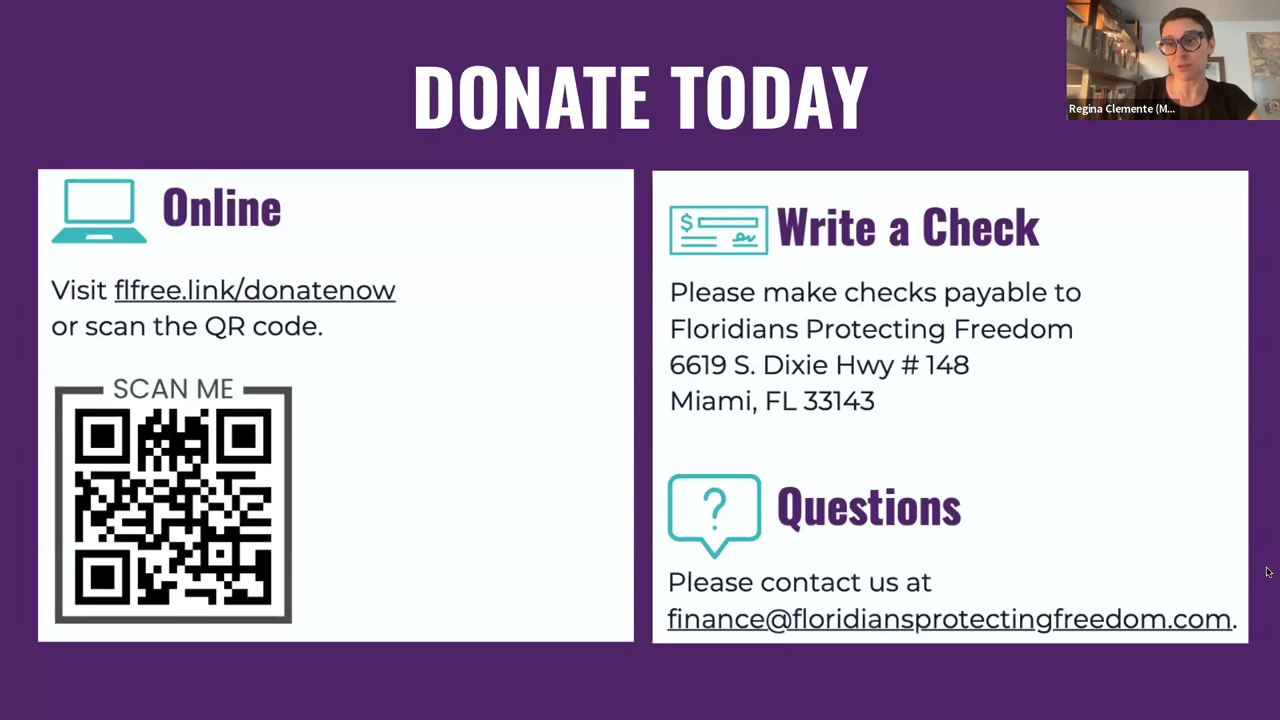 DONATE TODAY
Regina Clemente (M...
Online
Visit flfree.link/donatenow
or scan the QR code.
SCAN ME
$
Write a Check
Please make checks payable to
Floridians Protecting Freedom
6619 S. Dixie Hwy # 148
Miami, FL 33143
?
Questions
Please contact us at
finance@floridiansprotectingfreedom.com.